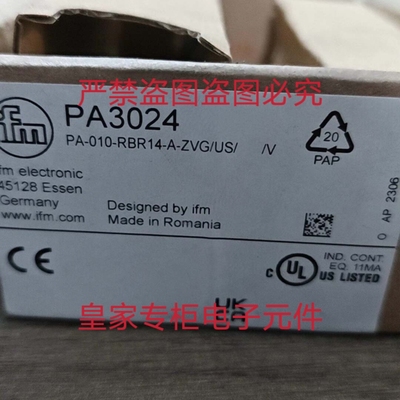 严禁盗图盗图必究
ifm
PA3024
PA-010-RBR14-A-ZVG/US/ /V
20
PAP
ifm electronic
45128 Essen
Germany
www.ifm.com
Designed by ifm
Made in Romania
0 AP 2306
CE
IND. CONT.
EQ. 11MA
c UL US LISTED
UK
皇家专柜电子元件